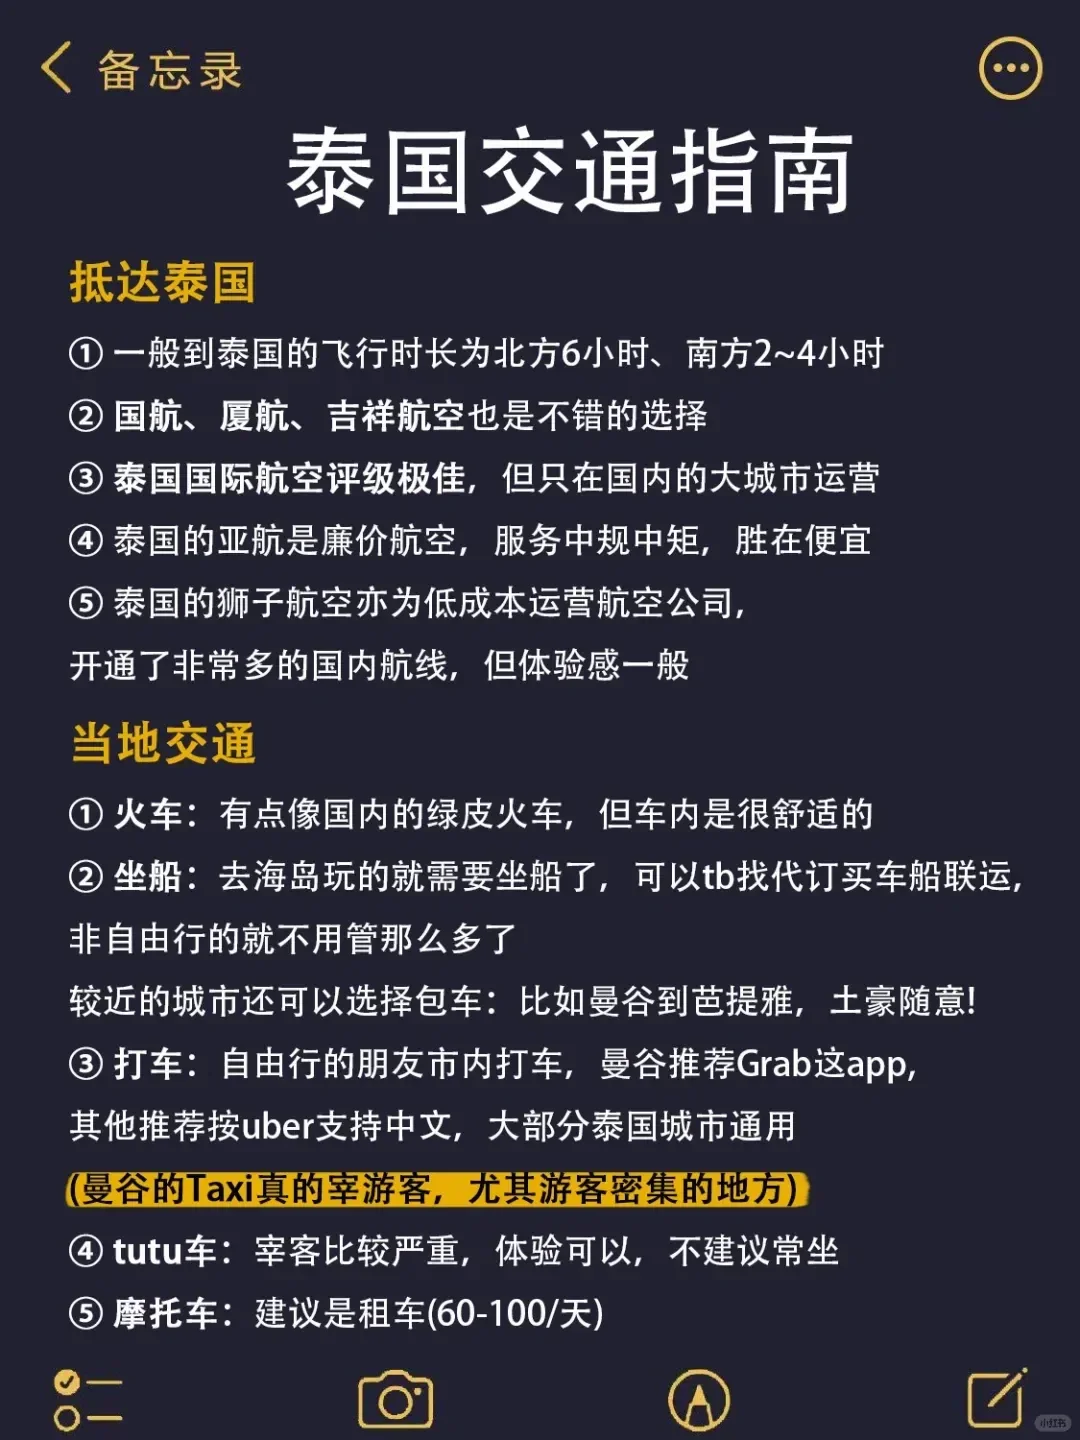 备忘录
泰国交通指南
抵达泰国
① 一般到泰国的飞行时长为北方6小时、南方2~4小时
② 国航、厦航、吉祥航空也是不错的选择
③ 泰国国际航空评级极佳，但只在国内的大城市运营
④ 泰国的亚航是廉价航空，服务中规中矩，胜在便宜
⑤ 泰国的狮子航空亦为低成本运营航空公司，
开通了非常多的国内航线，但体验感一般
当地交通
① 火车：有点像国内的绿皮火车，但车内是很舒适的
② 坐船：去海岛玩的就需要坐船了，可以tb找代订买车船联运，
非自由行的就不用管那么多了
较近的城市还可以选择包车：比如曼谷到芭提雅，土豪随意!
③ 打车：自由行的朋友市内打车，曼谷推荐Grab这app，
其他推荐按uber支持中文，大部分泰国城市通用
(曼谷的Taxi真的宰游客，尤其游客密集的地方)
④ tutu车：宰客比较严重，体验可以，不建议常坐
⑤ 摩托车：建议是租车(60-100/天)
小红书